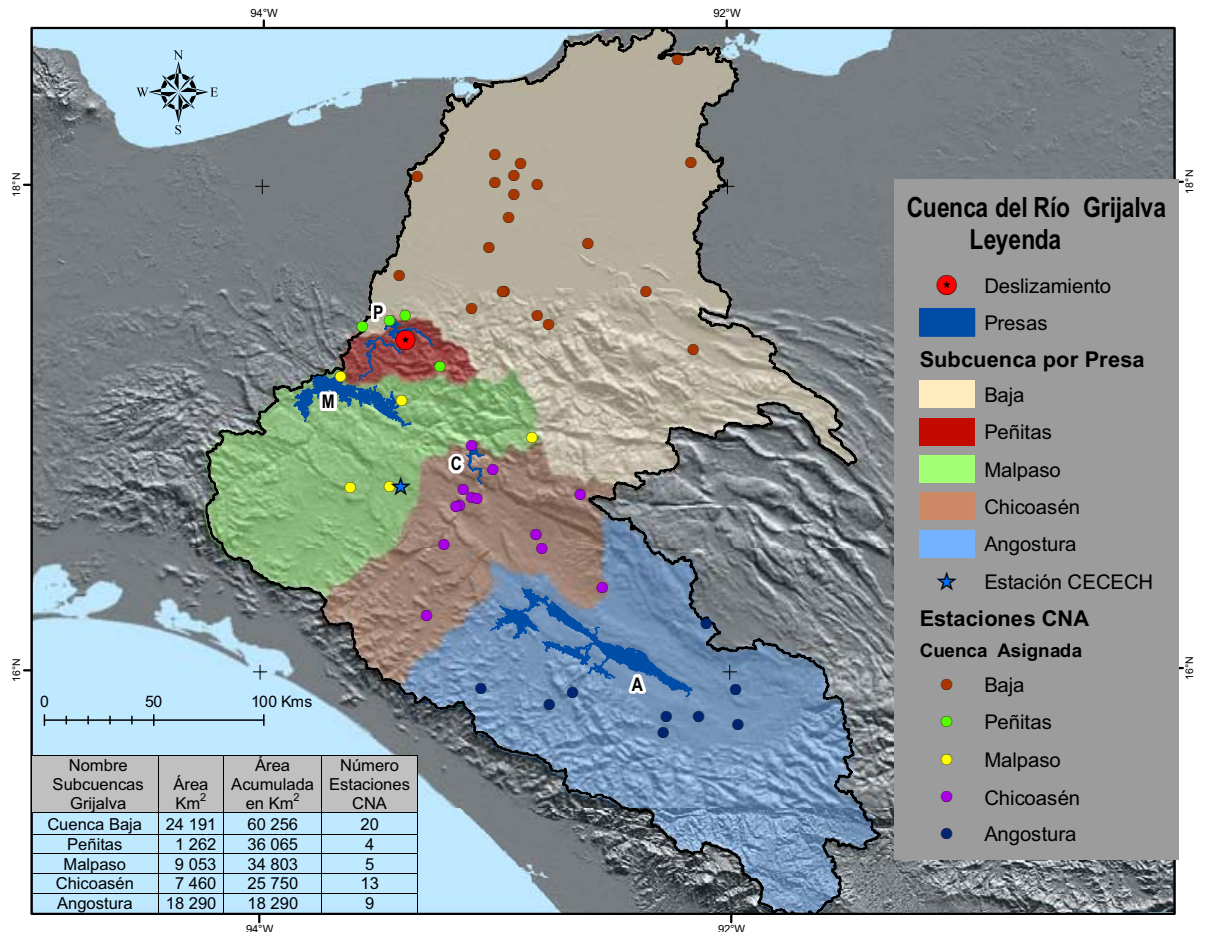 94°W
92°W
N
W
E
S
18°N
18°N
P
M
C
A
16°N
16°N
Cuenca del Río Grijalva
Leyenda
Deslizamiento
Presas
Subcuenca por Presa
Baja
Peñitas
Malpaso
Chicoasén
Angostura
Estación CECECH
Estaciones CNA
Cuenca Asignada
Baja
Peñitas
Malpaso
Chicoasén
Angostura
0 50 100 Kms
Nombre Subcuecas Grijalva | Área Km² | Área Acumulada en Km² | Número Estaciones CNA
Cuenca Baja 24 191 60 256 20
Peñitas 1 262 36 065 4
Malpaso 9 053 34 803 5
Chicoasén 7 460 25 750 13
Angostura 18 290 18 290 9
94°W
92°W